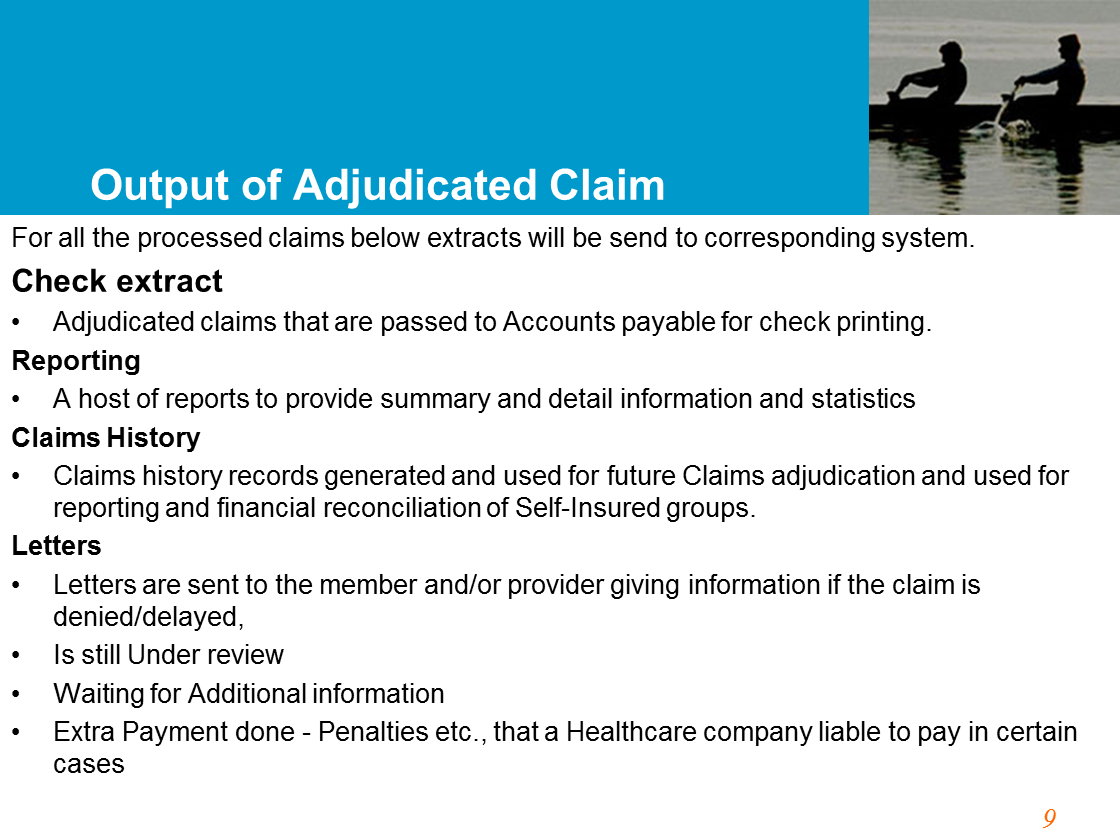 Output of Adjudicated Claim
For all the processed claims below extracts will be send to corresponding system.
Check extract
• Adjudicated claims that are passed to Accounts payable for check printing.
Reporting
• A host of reports to provide summary and detail information and statistics
Claims History
• Claims history records generated and used for future Claims adjudication and used for
reporting and financial reconciliation of Self-Insured groups.
Letters
• Letters are sent to the member and/or provider giving information if the claim is
denied/delayed,
• Is still Under review
• Waiting for Additional information
• Extra Payment done - Penalties etc., that a Healthcare company liable to pay in certain
cases
9